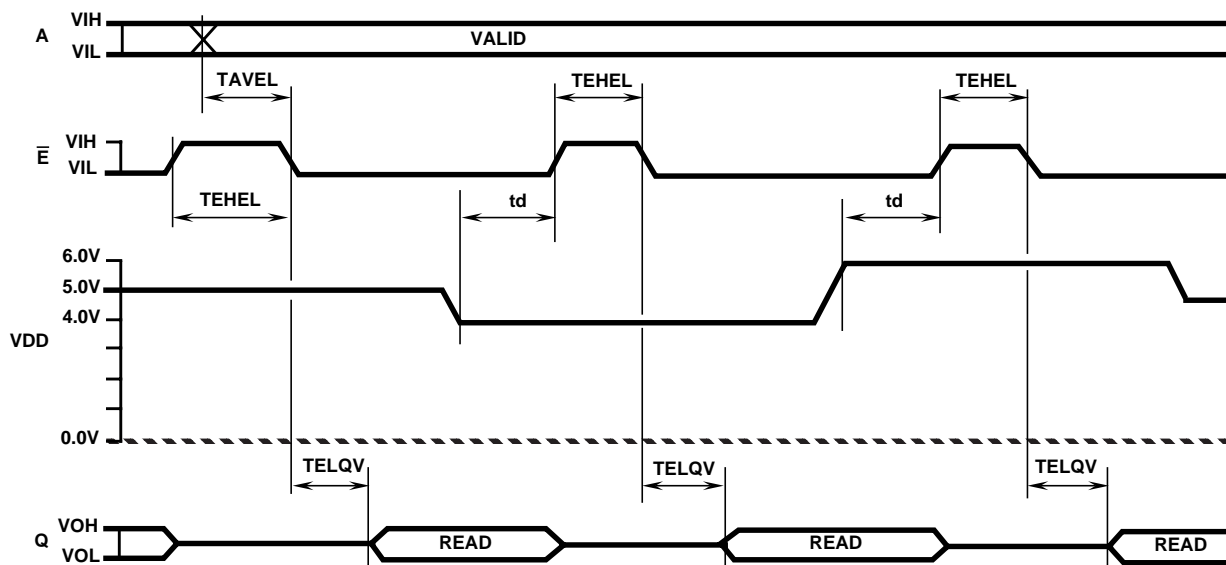 A
VIH
VIL
VALID
TAVEL
TEHEL
TEHEL
E̅
VIH
VIL
TEHEL
td
td
VDD
6.0V
5.0V
4.0V
0.0V
TELQV
TELQV
TELQV
Q
VOH
VOL
READ
READ
READ